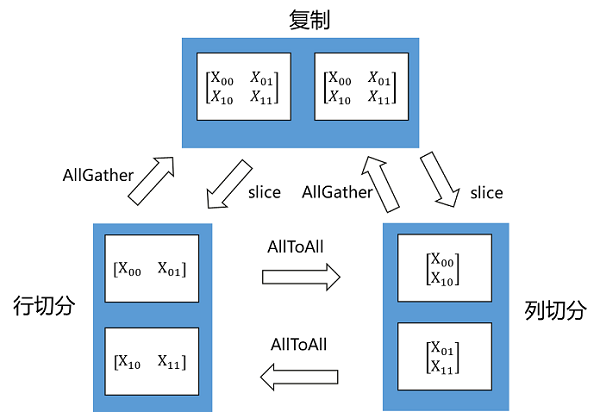 复制
[X₀₀ X₀₁] [X₀₀ X₀₁]
[X₁₀ X₁₁] [X₁₀ X₁₁]
AllGather slice AllGather slice
[X₀₀ X₀₁]
AllToAll
[X₀₀]
[X₁₀]
行切分
列切分
AllToAll
[X₁₀ X₁₁]
[X₀₁]
[X₁₁]